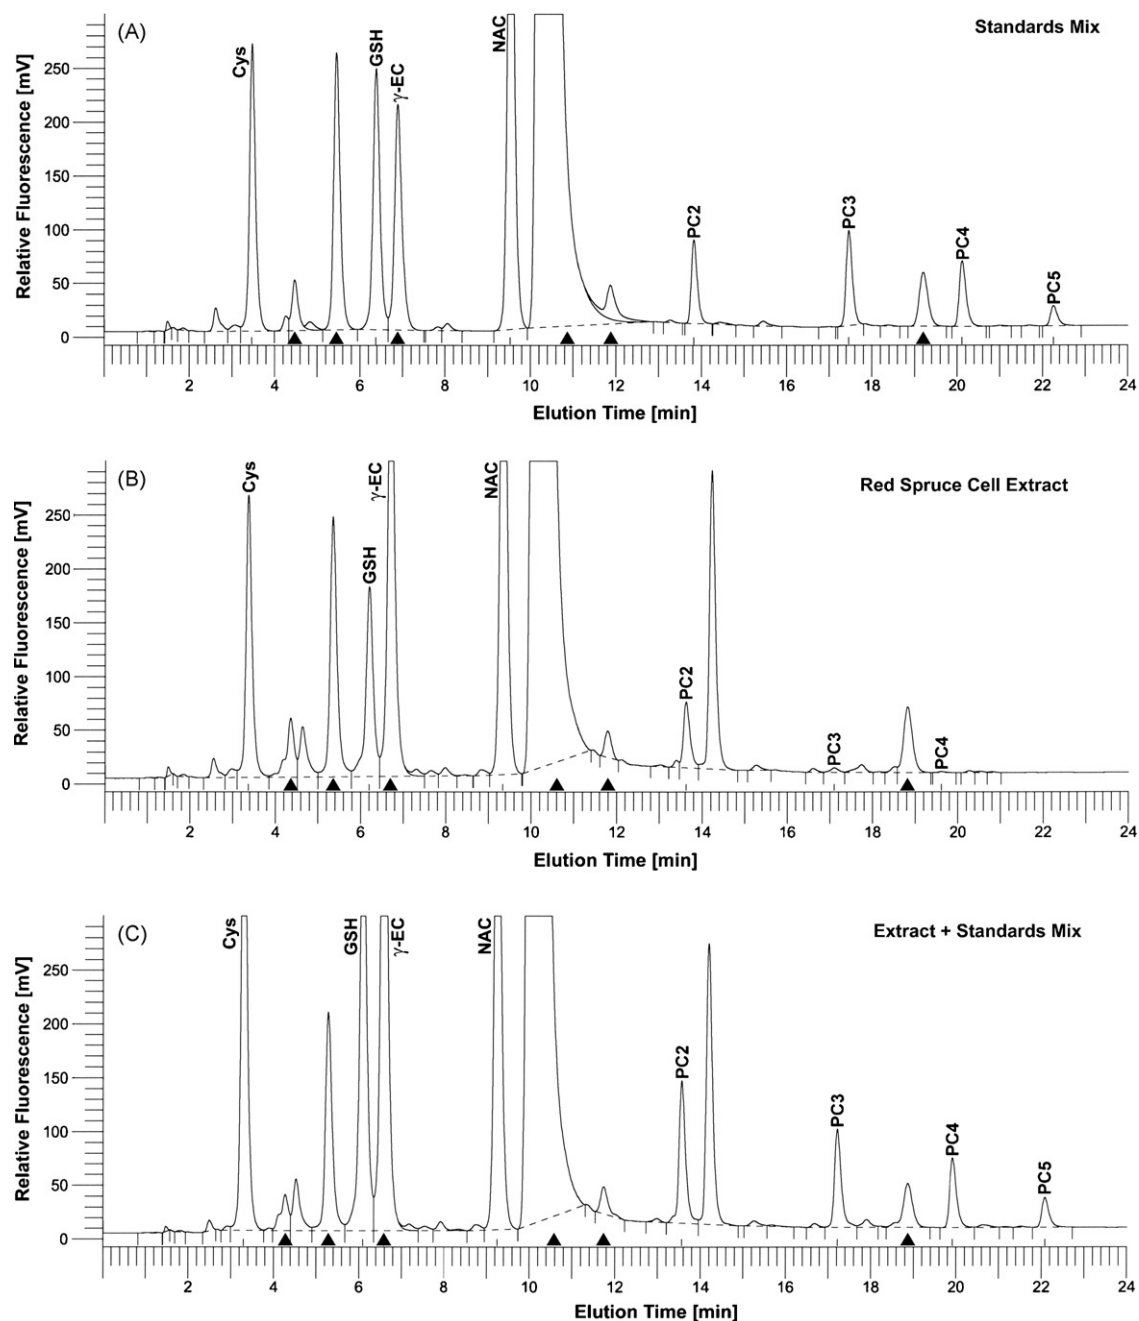 (A)
Standards Mix
Relative Fluorescence [mV]
250
200
150
100
50
0
Cys
GSH
γ-EC
NAC
PC2
PC3
PC4
PC5
2 4 6 8 10 12 14 16 18 20 22 24
Elution Time [min]
(B)
Red Spruce Cell Extract
Relative Fluorescence [mV]
250
200
150
100
50
0
Cys
GSH
γ-EC
NAC
PC2
PC3
PC4
2 4 6 8 10 12 14 16 18 20 22 24
Elution Time [min]
(C)
Extract + Standards Mix
Relative Fluorescence [mV]
250
200
150
100
50
0
Cys
GSH
γ-EC
NAC
PC2
PC3
PC4
PC5
2 4 6 8 10 12 14 16 18 20 22 24
Elution Time [min]